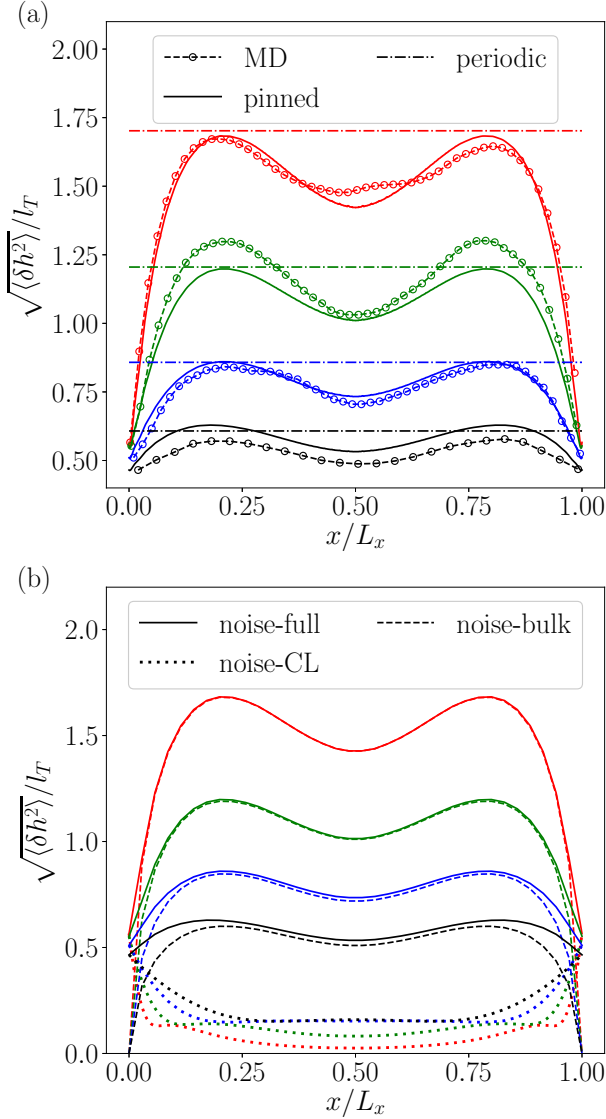 (a)
2.00
1.75
1.50
1.25
1.00
0.75
0.50
√⟨δh²⟩/l_T
MD
periodic
pinned
0.00
0.25
0.50
0.75
1.00
x/L_x
(b)
2.0
1.5
1.0
0.5
0.0
√⟨δh²⟩/l_T
noise-full
noise-bulk
noise-CL
0.00
0.25
0.50
0.75
1.00
x/L_x